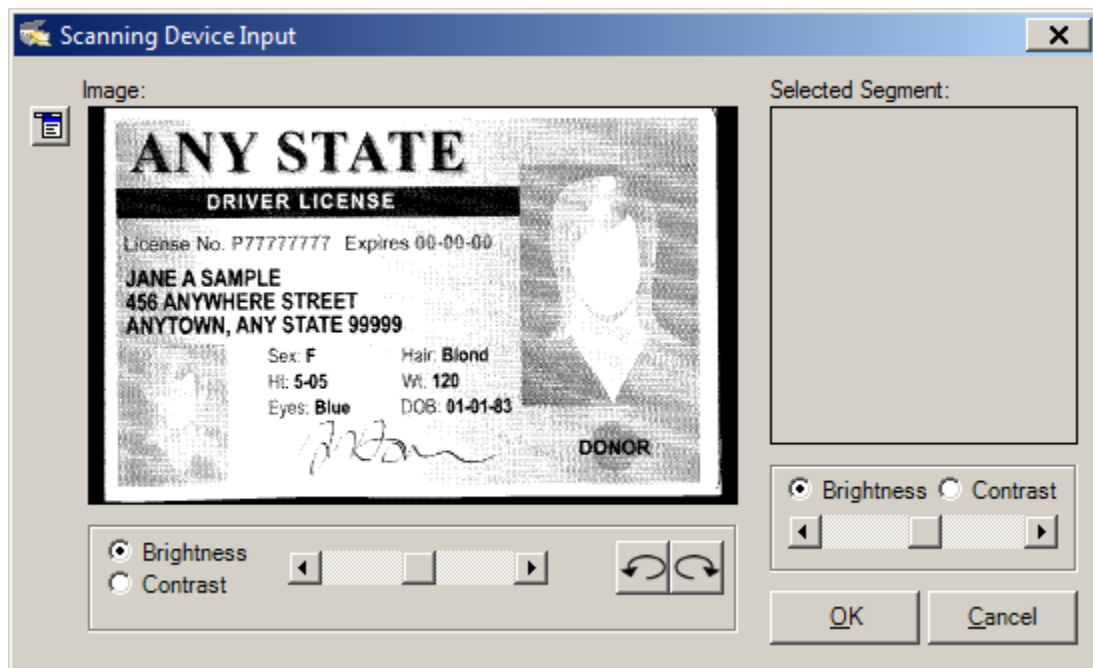 Scanning Device Input
Image:
ANY STATE
DRIVER LICENSE
License No. P77777777 Expires 00-00-00
JANE A SAMPLE
456 ANYWHERE STREET
ANYTOWN, ANY STATE 99999
Sex: F Hair: Blond
Ht: 5-05 Wt. 120
Eyes: Blue DOB: 01-01-83
DONOR
Brightness
Contrast
Selected Segment:
Brightness Contrast
OK Cancel